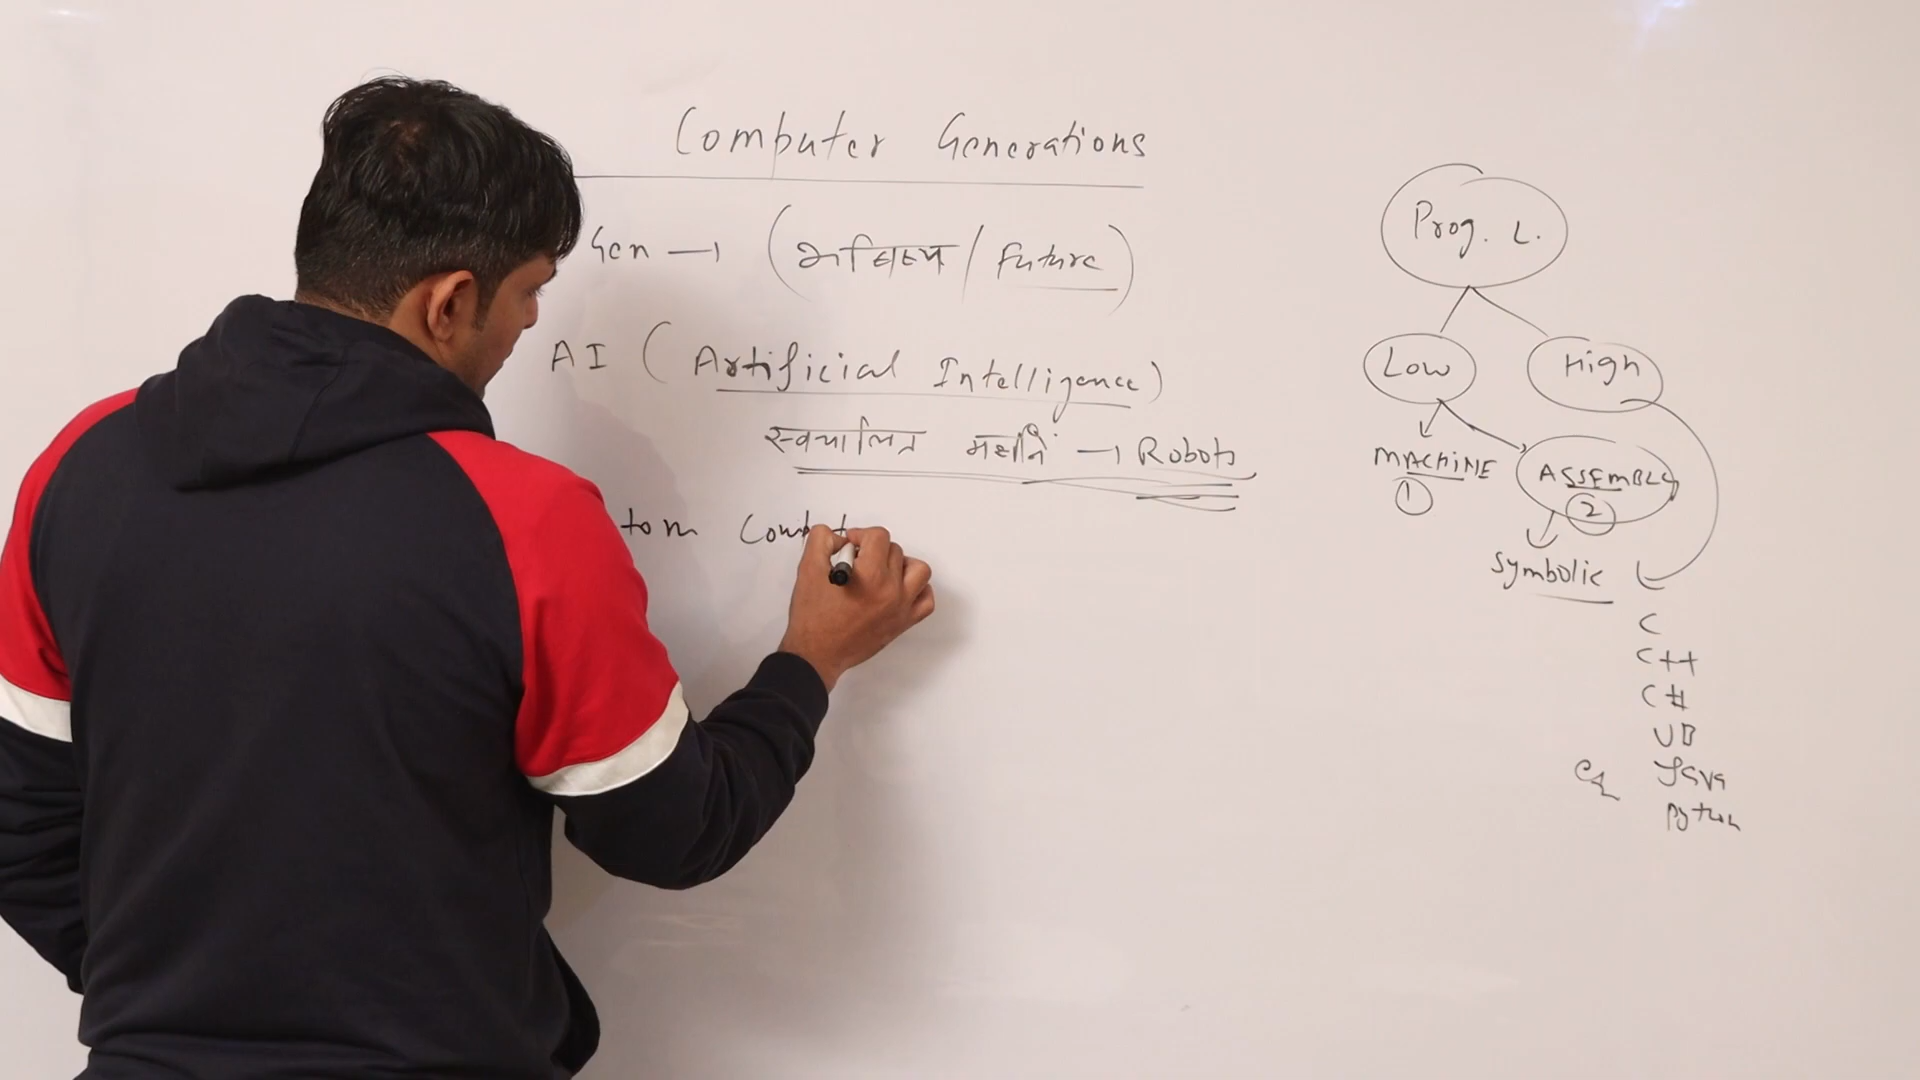 Computer Generations
Gen → (भविष्य / Future)
AI ( Artificial Intelligence)
स्वचालित मशीन → Robots
tom Comput
Prog. L.
Low High
MACHINE ASSEMBLY
1 2
Symbolic
C
C++
C#
VB
Java
Python